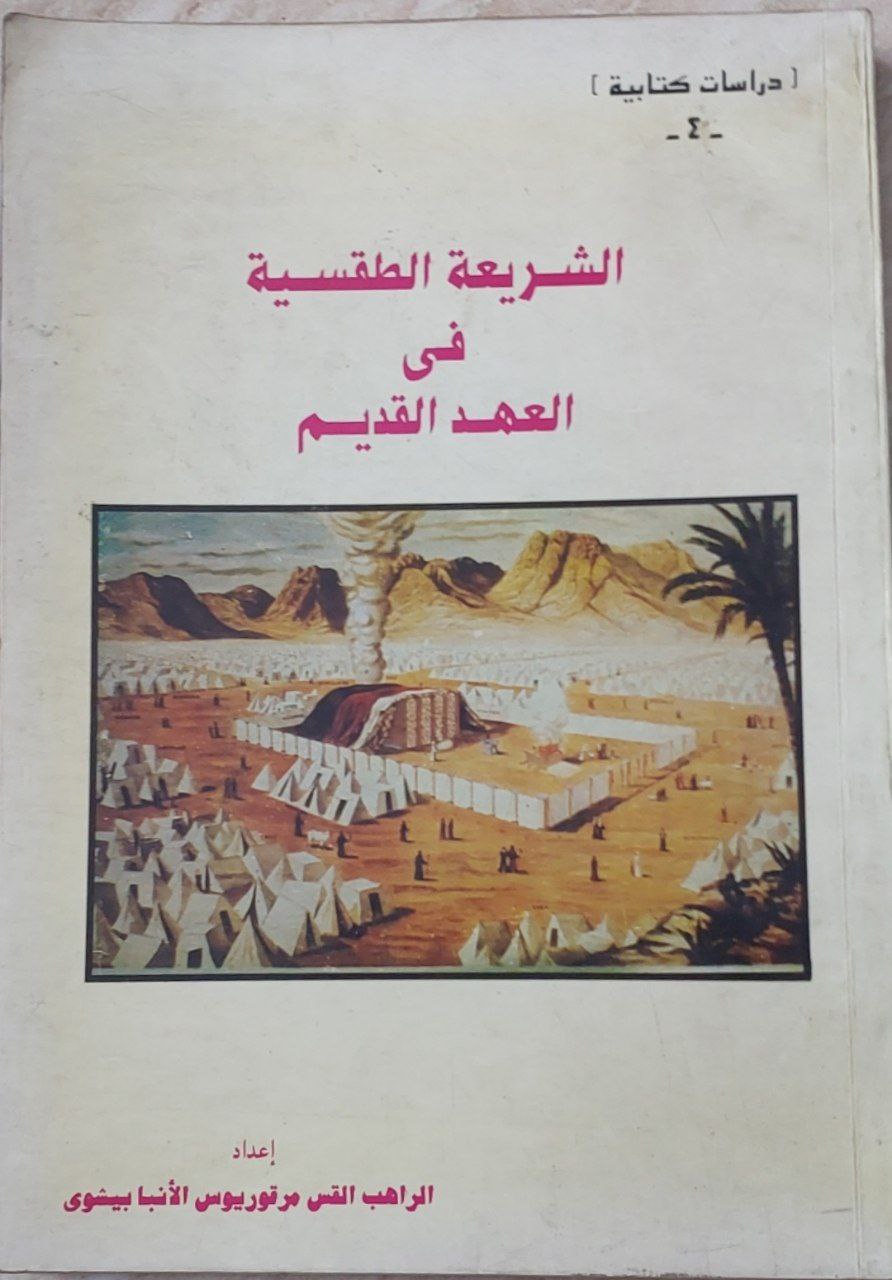 [ دراسات كتابية ]
- ٤ -
الشريعة الطقسية
فى
العهد القديم
إعداد
الراهب القس مرقوريوس الأنبا بيشوى